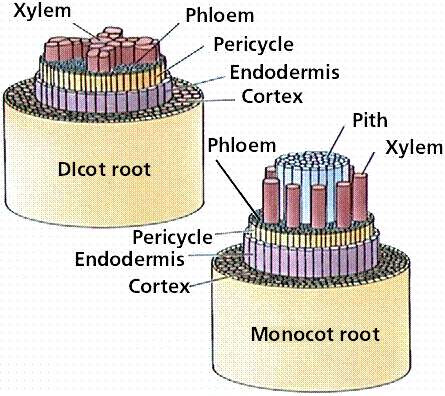 Xylem
Phloem
Pericycle
Endodermis
Cortex
DIcot root
Pith
Phloem
Xylem
Pericycle
Endodermis
Cortex
Monocot root